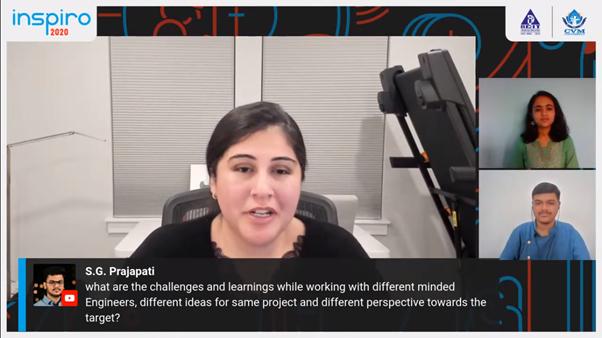 inspiro
2020
CVM
S.G. Prajapati
what are the challenges and learnings while working with different minded
Engineers, different ideas for same project and different perspective towards the
target?